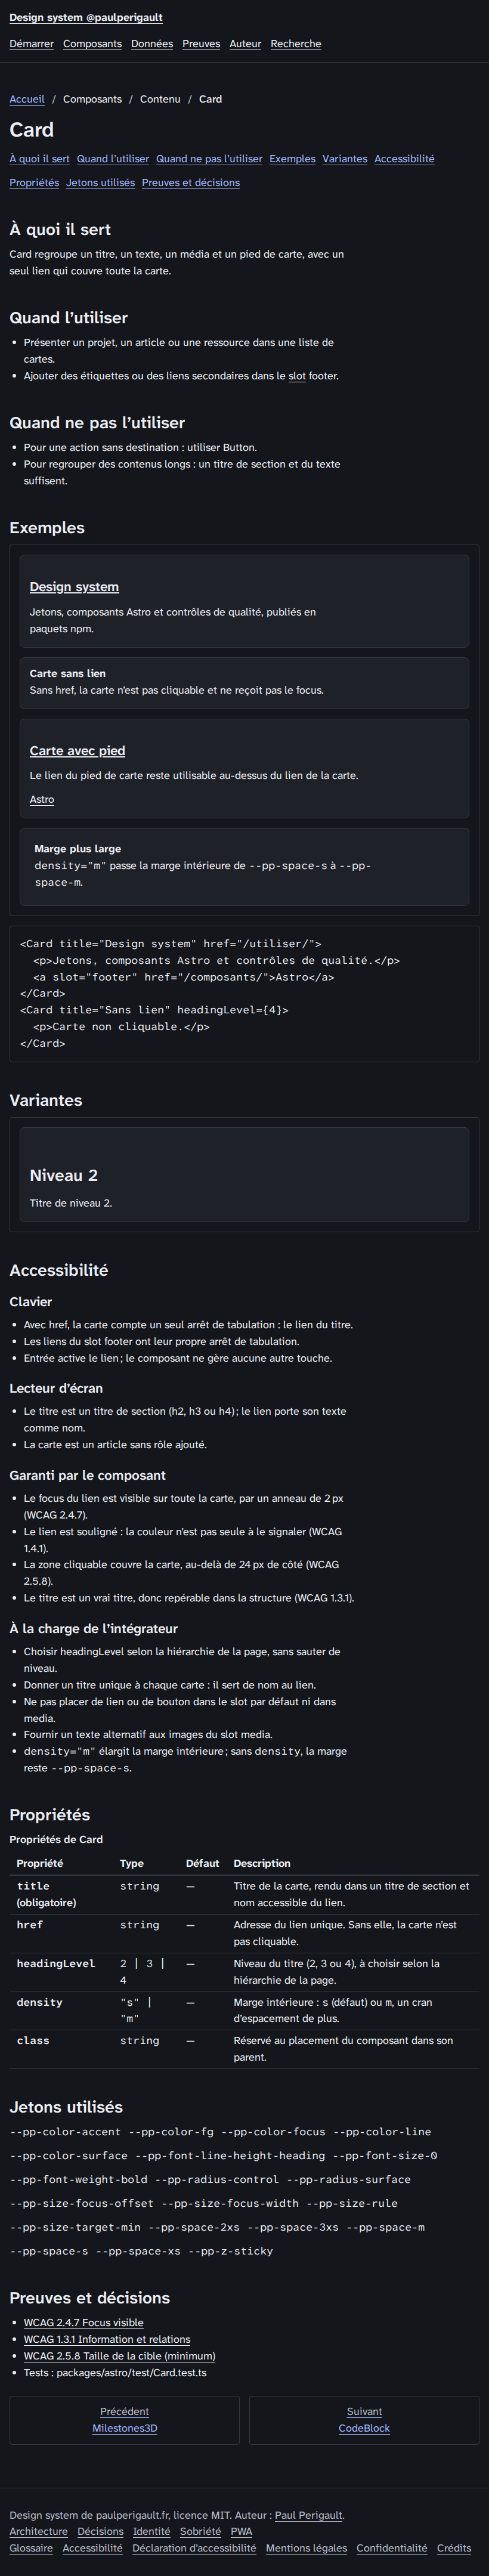 Design system @paulperigault
Démarrer Composants Données Preuves Auteur Recherche
Accueil / Composants / Contenu / Card
Card
À quoi il sert Quand l’utiliser Quand ne pas l’utiliser Exemples Variantes Accessibilité
Propriétés Jetons utilisés Preuves et décisions
À quoi il sert
Card regroupe un titre, un texte, un média et un pied de carte, avec un
seul lien qui couvre toute la carte.
Quand l’utiliser
• Présenter un projet, un article ou une ressource dans une liste de
cartes.
• Ajouter des étiquettes ou des liens secondaires dans le slot footer.
Quand ne pas l’utiliser
• Pour une action sans destination : utiliser Button.
• Pour regrouper des contenus longs : un titre de section et du texte
suffisent.
Exemples
Design system
Jetons, composants Astro et contrôles de qualité, publiés en
paquets npm.
Carte sans lien
Sans href, la carte n’est pas cliquable et ne reçoit pas le focus.
Carte avec pied
Le lien du pied de carte reste utilisable au-dessus du lien de la carte.
Astro
Marge plus large
density="m" passe la marge intérieure de --pp-space-s à --pp-
space-m.
<Card title="Design system" href="/utiliser/">
<p>Jetons, composants Astro et contrôles de qualité.</p>
<a slot="footer" href="/composants/">Astro</a>
</Card>
<Card title="Sans lien" headingLevel={4}>
<p>Carte non cliquable.</p>
</Card>
Variantes
Niveau 2
Titre de niveau 2.
Accessibilité
Clavier
• Avec href, la carte compte un seul arrêt de tabulation : le lien du titre.
• Les liens du slot footer ont leur propre arrêt de tabulation.
• Entrée active le lien ; le composant ne gère aucune autre touche.
Lecteur d’écran
• Le titre est un titre de section (h2, h3 ou h4) ; le lien porte son texte
comme nom.
• La carte est un article sans rôle ajouté.
Garanti par le composant
• Le focus du lien est visible sur toute la carte, par un anneau de 2 px
(WCAG 2.4.7).
• Le lien est souligné : la couleur n’est pas seule à le signaler (WCAG
1.4.1).
• La zone cliquable couvre la carte, au-delà de 24 px de côté (WCAG
2.5.8).
• Le titre est un vrai titre, donc repérable dans la structure (WCAG 1.3.1).
À la charge de l’intégrateur
• Choisir headingLevel selon la hiérarchie de la page, sans sauter de
niveau.
• Donner un titre unique à chaque carte : il sert de nom au lien.
• Ne pas placer de lien ou de bouton dans le slot par défaut ni dans
media.
• Fournir un texte alternatif aux images du slot media.
• density="m" élargit la marge intérieure ; sans density, la marge
reste --pp-space-s.
Propriétés
Propriétés de Card
Propriété Type Défaut Description
title string — Titre de la carte, rendu dans un titre de section et
(obligatoire) nom accessible du lien.
href string — Adresse du lien unique. Sans elle, la carte n’est
pas cliquable.
headingLevel 2 | 3 | — Niveau du titre (2, 3 ou 4), à choisir selon la
4 hiérarchie de la page.
density "s" | — Marge intérieure : s (défaut) ou m, un cran
"m" d’espacement de plus.
class string — Réservé au placement du composant dans son
parent.
Jetons utilisés
--pp-color-accent --pp-color-fg --pp-color-focus --pp-color-line
--pp-color-surface --pp-font-line-height-heading --pp-font-size-0
--pp-font-weight-bold --pp-radius-control --pp-radius-surface
--pp-size-focus-offset --pp-size-focus-width --pp-size-rule
--pp-size-target-min --pp-space-2xs --pp-space-3xs --pp-space-m
--pp-space-s --pp-space-xs --pp-z-sticky
Preuves et décisions
• WCAG 2.4.7 Focus visible
• WCAG 1.3.1 Information et relations
• WCAG 2.5.8 Taille de la cible (minimum)
• Tests : packages/astro/test/Card.test.ts
Précédent
Milestones3D
Suivant
CodeBlock
Design system de paulperigault.fr, licence MIT. Auteur : Paul Perigault.
Architecture Décisions Identité Sobriété PWA
Glossaire Accessibilité Déclaration d’accessibilité Mentions légales Confidentialité Crédits